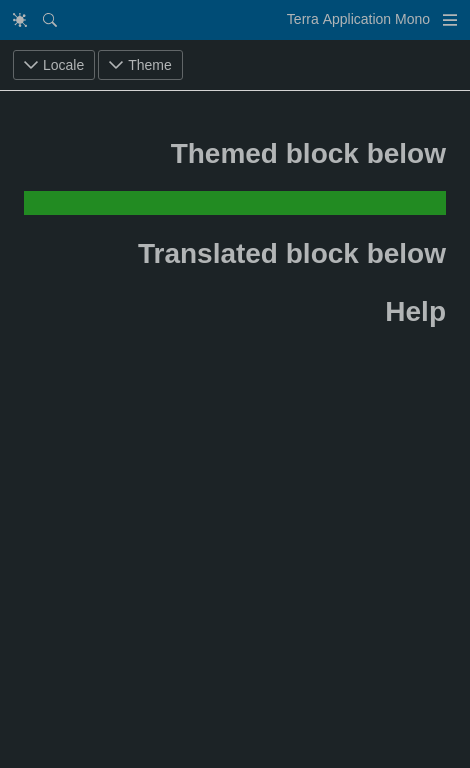 Terra Application Mono
Locale
Theme
Themed block below
Translated block below
Help